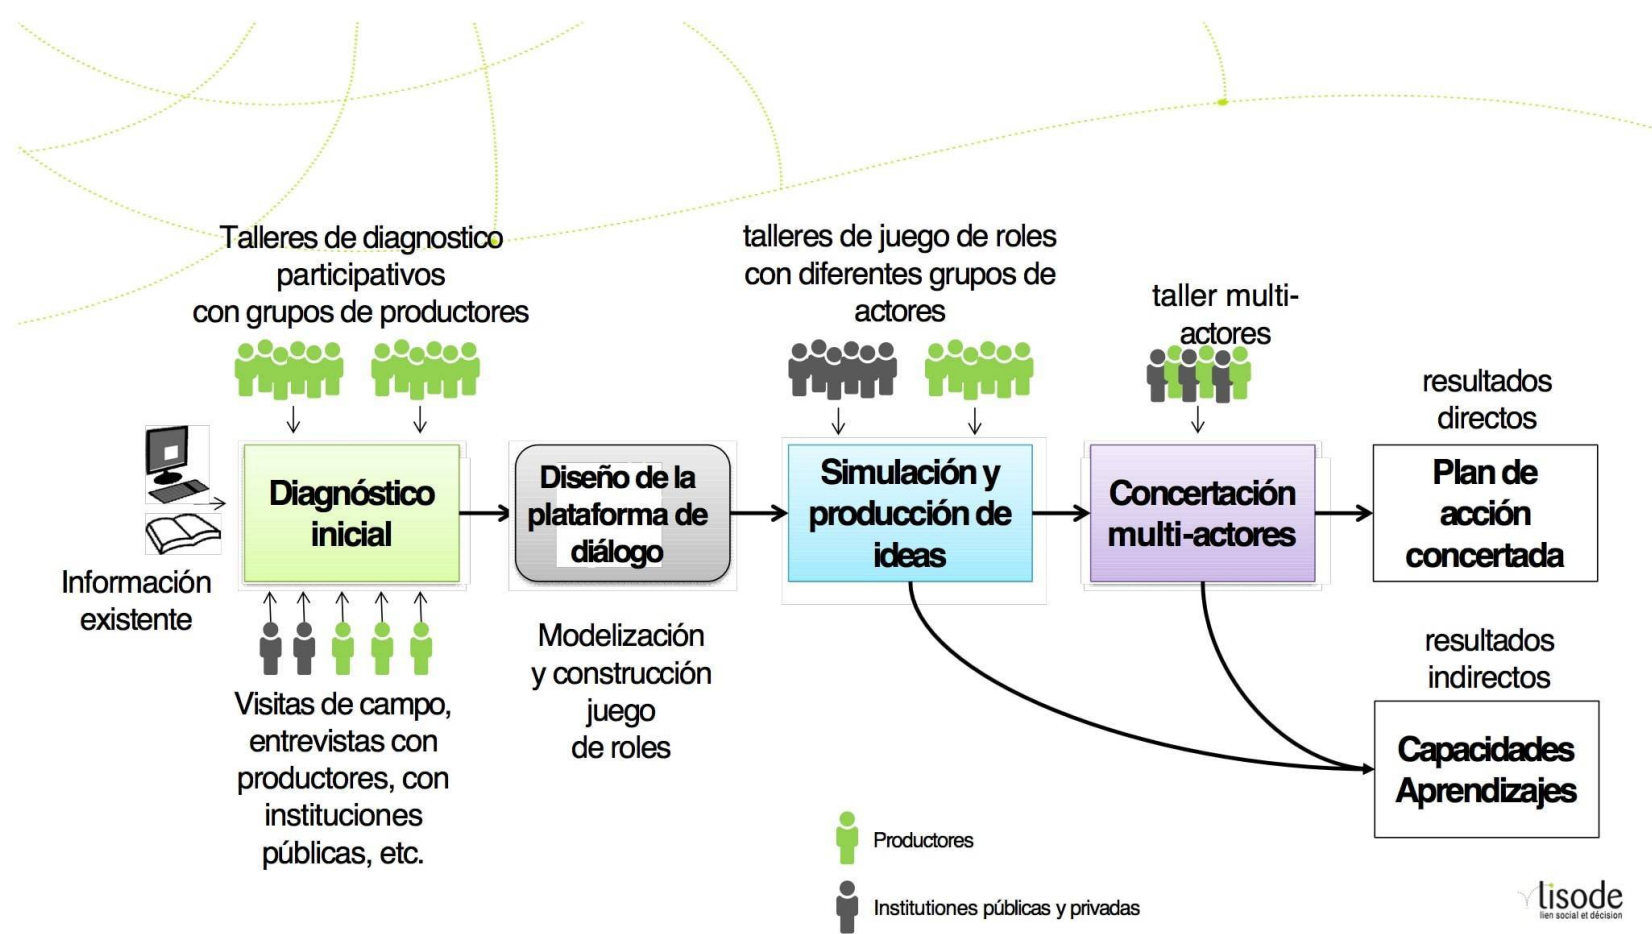 Talleres de diagnostico
participativos
con grupos de productores
talleres de juego de roles
con diferentes grupos de
actores
taller multi-
actores
resultados
directos
Diagnóstico
inicial
Diseño de la
plataforma de
diálogo
Simulación y
producción de
ideas
Concertación
multi-actores
Plan de
acción
concertada
Información
existente
Modelización
y construcción
juego
de roles
resultados
indirectos
Visitas de campo,
entrevistas con
productores, con
instituciones
públicas, etc.
Capacidades
Aprendizajes
Productores
Institutiones públicas y privadas
lisode
lien social et décision